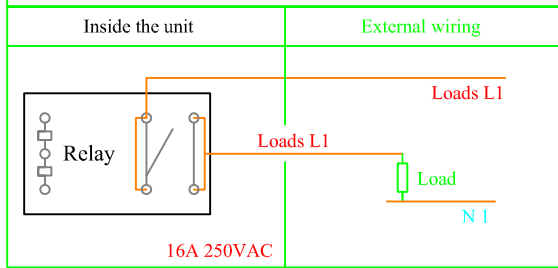 Inside the unit
External wiring
Loads L1
Loads L1
Relay
Load
N 1
16A 250VAC